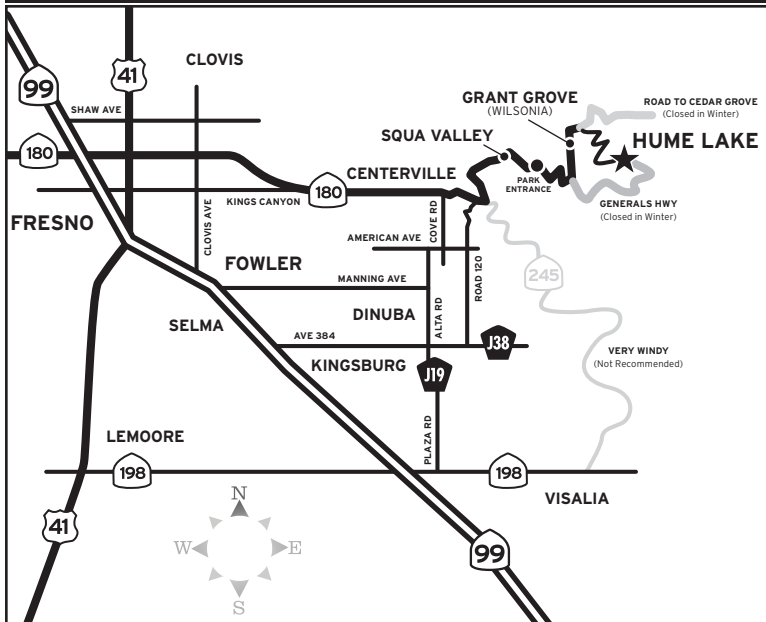 CLOVIS
41
99
SHAW AVE
GRANT GROVE
(WILSONIA)
ROAD TO CEDAR GROVE
(Closed in Winter)
SQUA VALLEY
HUME LAKE
180
CENTERVILLE
PARK
ENTRANCE
180
KINGS CANYON
GENERALS HWY
(Closed in Winter)
FRESNO
CLOVIS AVE
COVE RD
AMERICAN AVE
FOWLER
ROAD 120
245
MANNING AVE
DINUBA
ALTA RD
SELMA
AVE 384
J38
KINGSBURG
J19
VERY WINDY
(Not Recommended)
PLAZA RD
LEMOORE
198
198
VISALIA
N
41
W
E
99
S